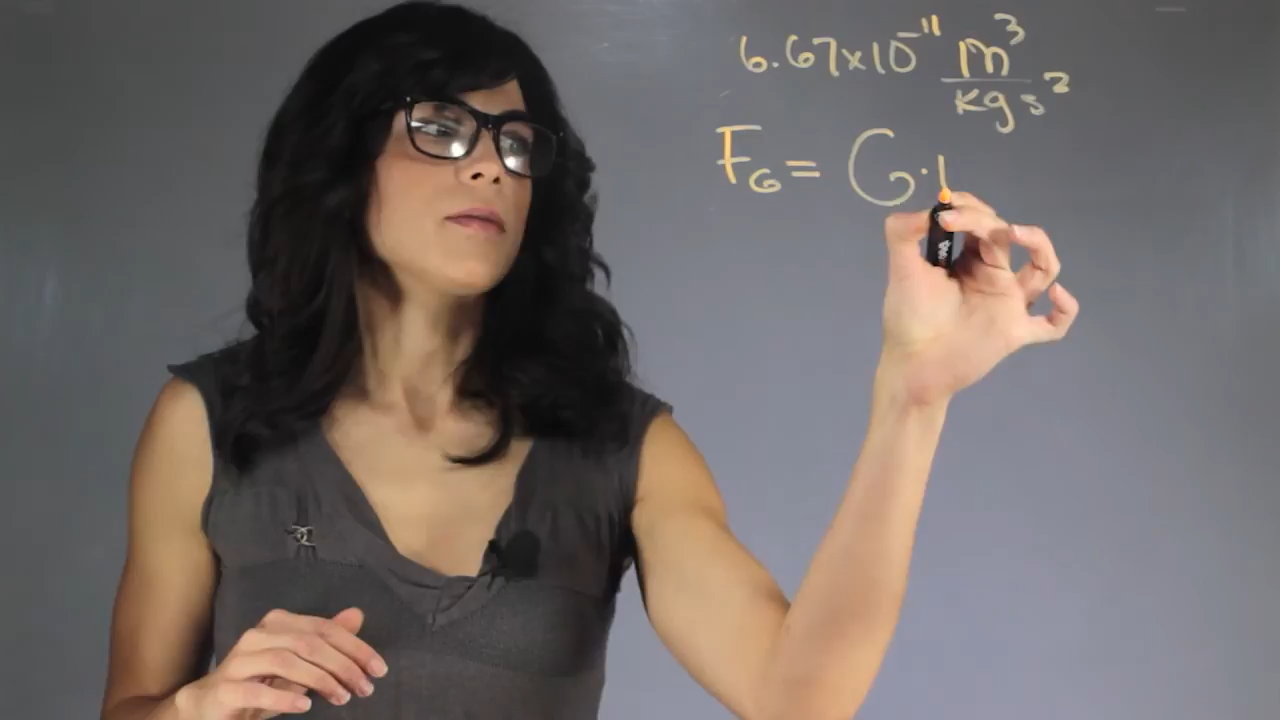 6.67x10⁻¹¹ m³/kg s²
F_G = G·